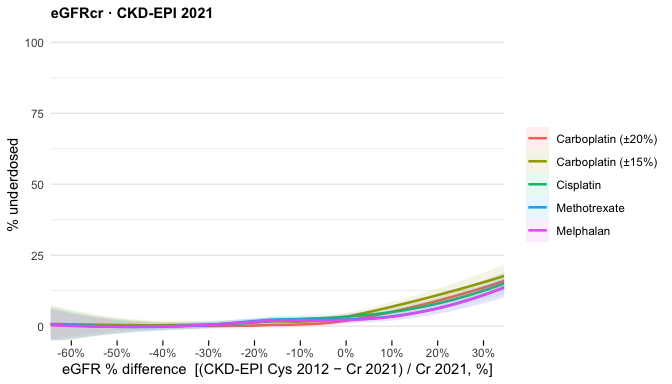 eGFRcr · CKD-EPI 2021
100
75
50
25
0
% underdosed
-60% -50% -40% -30% -20% -10% 0% 10% 20% 30%
eGFR % difference [(CKD-EPI Cys 2012 − Cr 2021) / Cr 2021, %]
Carboplatin (±20%)
Carboplatin (±15%)
Cisplatin
Methotrexate
Melphalan